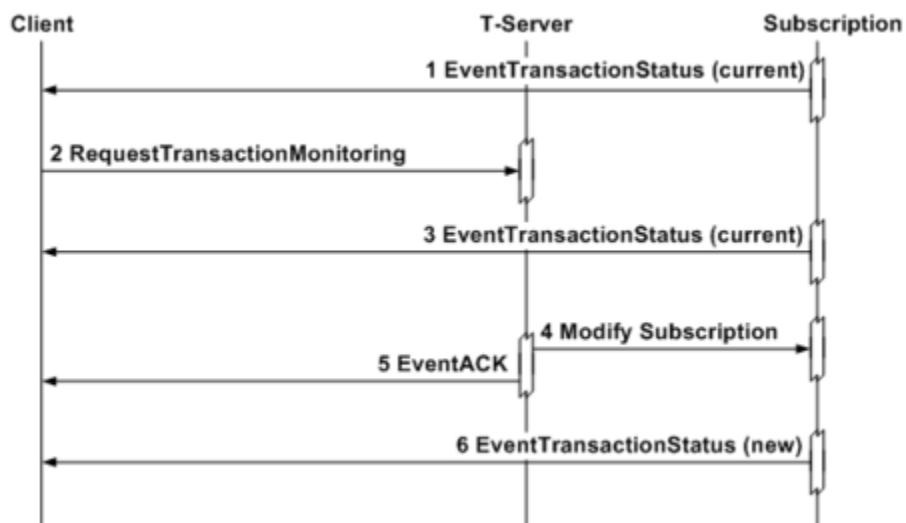 Client T-Server Subscription
1 EventTransactionStatus (current)
2 RequestTransactionMonitoring
3 EventTransactionStatus (current)
4 Modify Subscription
5 EventACK
6 EventTransactionStatus (new)